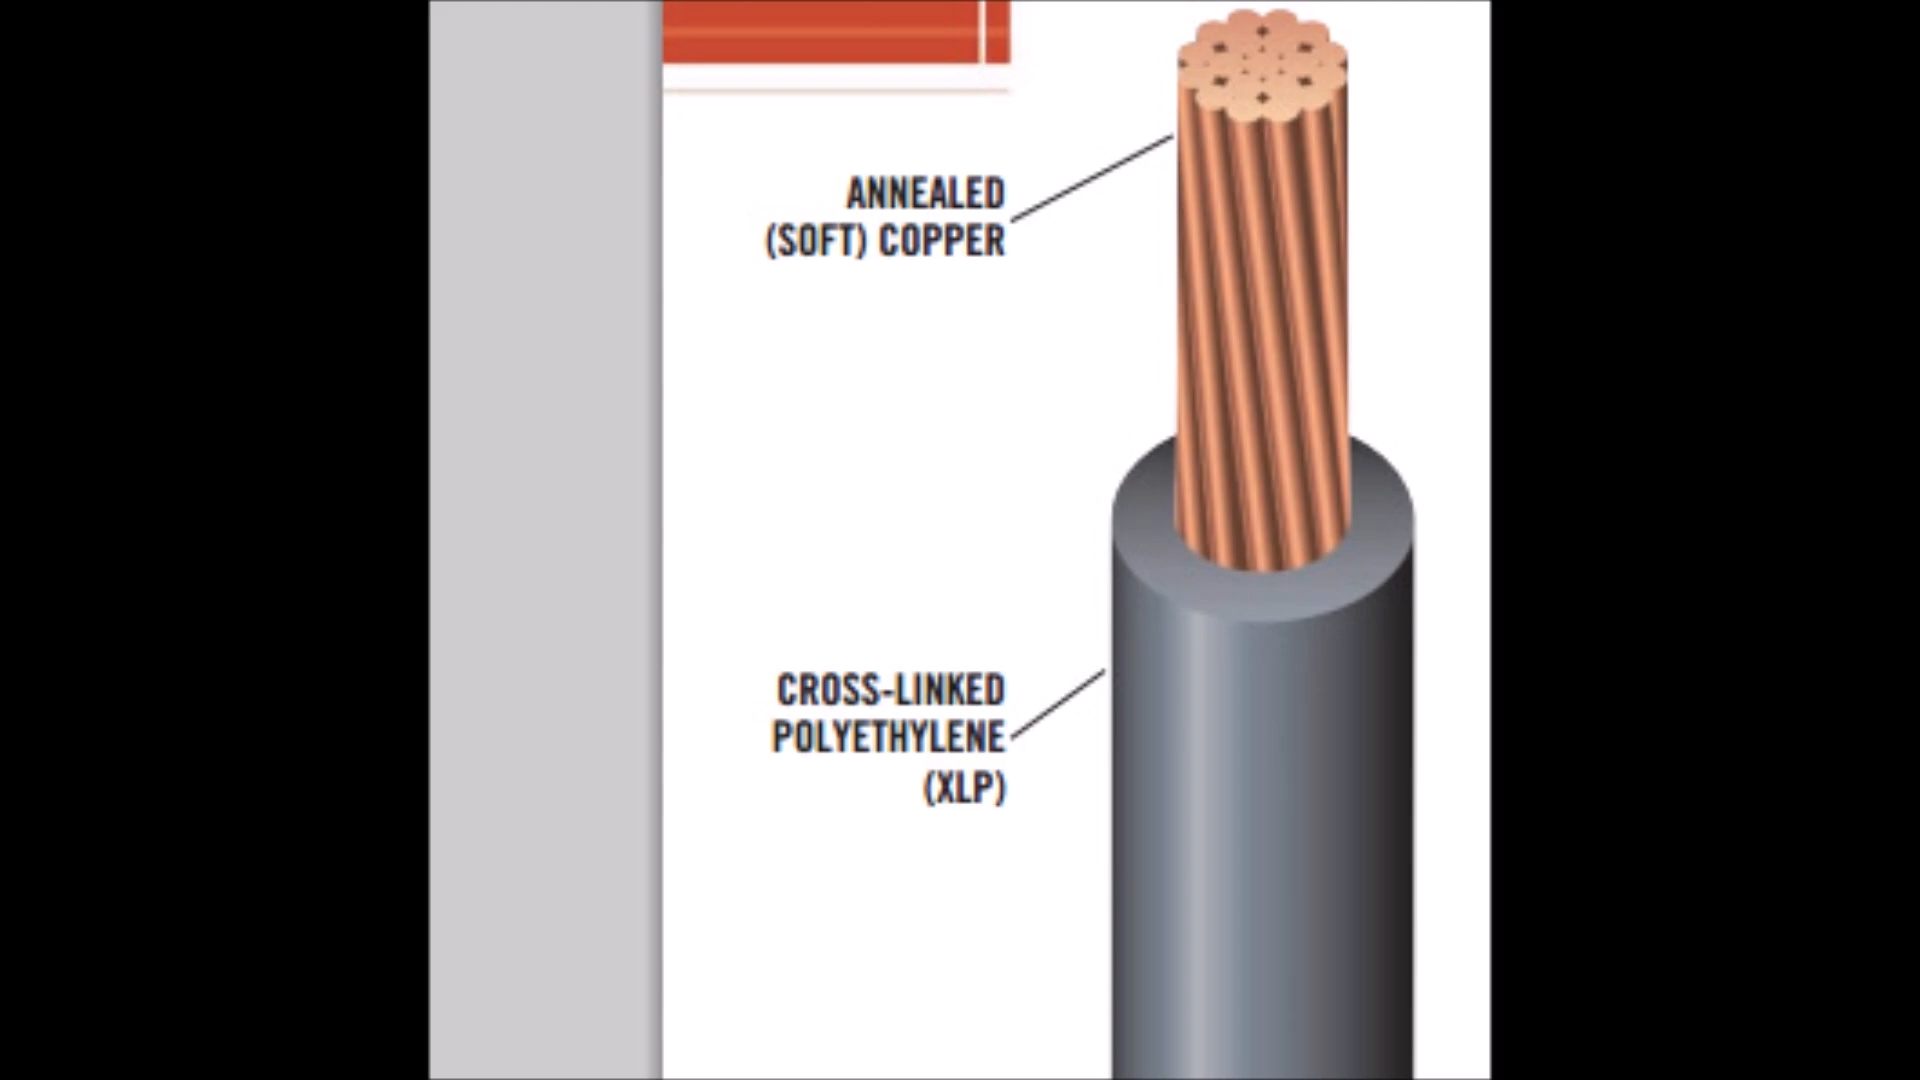 ANNEALED
(SOFT) COPPER
CROSS-LINKED
POLYETHYLENE
(XLP)